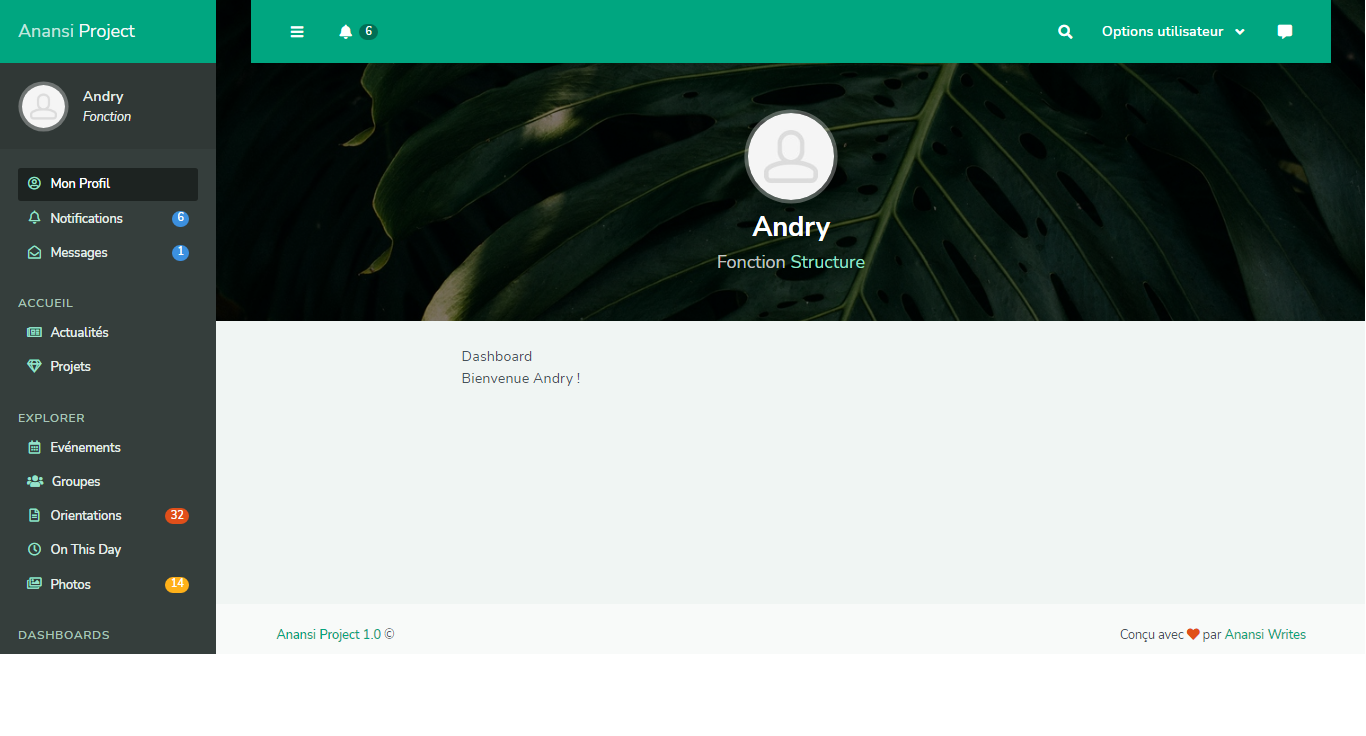 Anansi Project
6
Options utilisateur
Andry
Fonction
Mon Profil
Notifications 6
Messages 1
ACCUEIL
Actualités
Projets
EXPLORER
Evénements
Groupes
Orientations 32
On This Day
Photos 14
DASHBOARDS
Andry
Fonction Structure
Dashboard
Bienvenue Andry !
Anansi Project 1.0 ©
Conçu avec ❤ par Anansi Writes